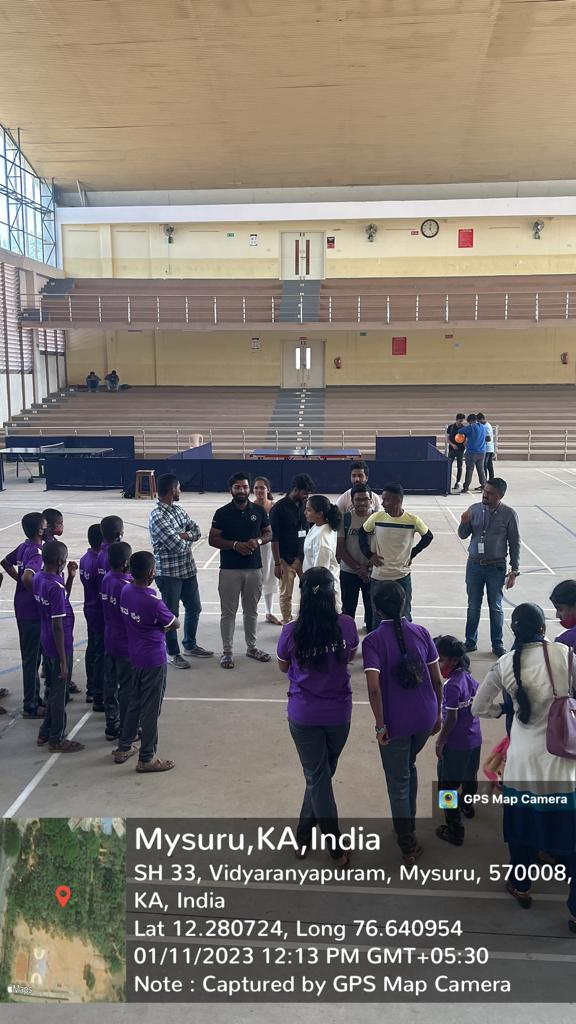 GPS Map Camera
Mysuru,KA,India
SH 33, Vidyaranyapuram, Mysuru, 570008,
KA, India
Lat 12.280724, Long 76.640954
01/11/2023 12:13 PM GMT+05:30
Note : Captured by GPS Map Camera
Maps